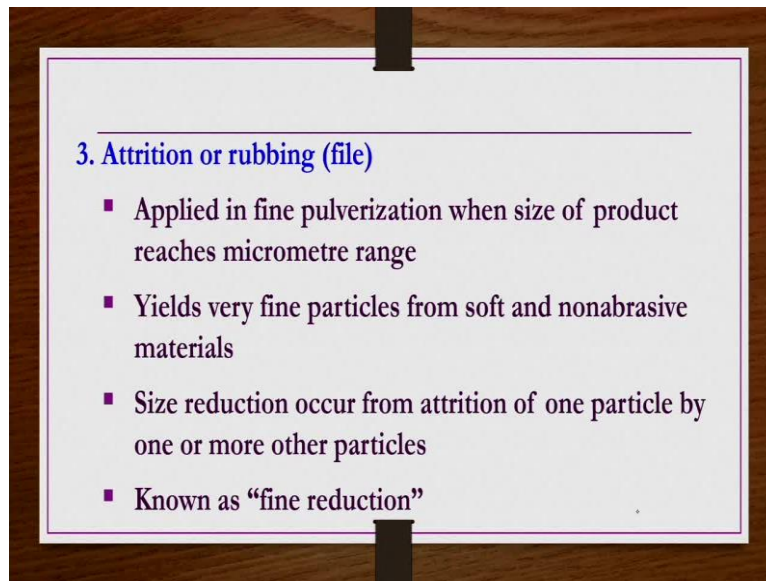 3. Attrition or rubbing (file)
▪ Applied in fine pulverization when size of product
reaches micrometre range
▪ Yields very fine particles from soft and nonabrasive
materials
▪ Size reduction occur from attrition of one particle by
one or more other particles
▪ Known as “fine reduction”